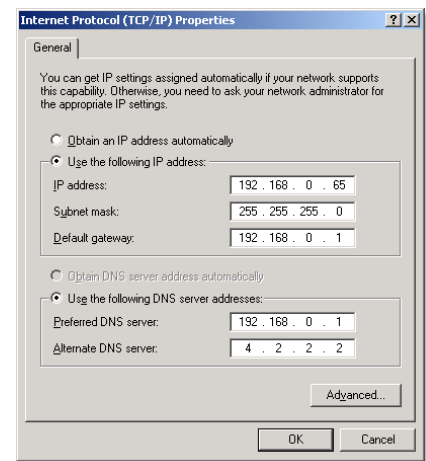 Internet Protocol (TCP/IP) Properties
General
You can get IP settings assigned automatically if your network supports
this capability. Otherwise, you need to ask your network administrator for
the appropriate IP settings.
Obtain an IP address automatically
Use the following IP address:
IP address: 192 . 168 . 0 . 65
Subnet mask: 255 . 255 . 255 . 0
Default gateway: 192 . 168 . 0 . 1
Obtain DNS server address automatically
Use the following DNS server addresses:
Preferred DNS server: 192 . 168 . 0 . 1
Alternate DNS server: 4 . 2 . 2 . 2
Advanced...
OK Cancel